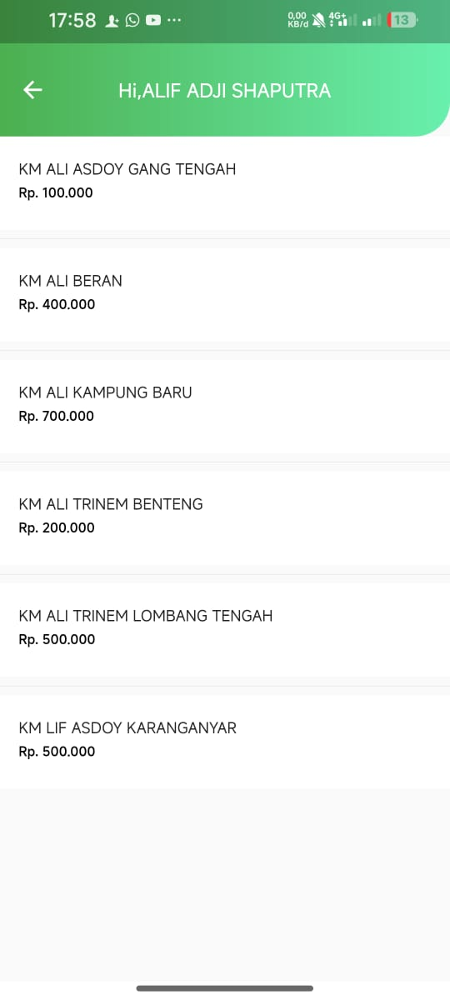 17:58
0,00
KB/d
4G+
13
Hi,ALIF ADJI SHAPUTRA
KM ALI ASDOY GANG TENGAH
Rp. 100.000
KM ALI BERAN
Rp. 400.000
KM ALI KAMPUNG BARU
Rp. 700.000
KM ALI TRINEM BENTENG
Rp. 200.000
KM ALI TRINEM LOMBANG TENGAH
Rp. 500.000
KM LIF ASDOY KARANGANYAR
Rp. 500.000